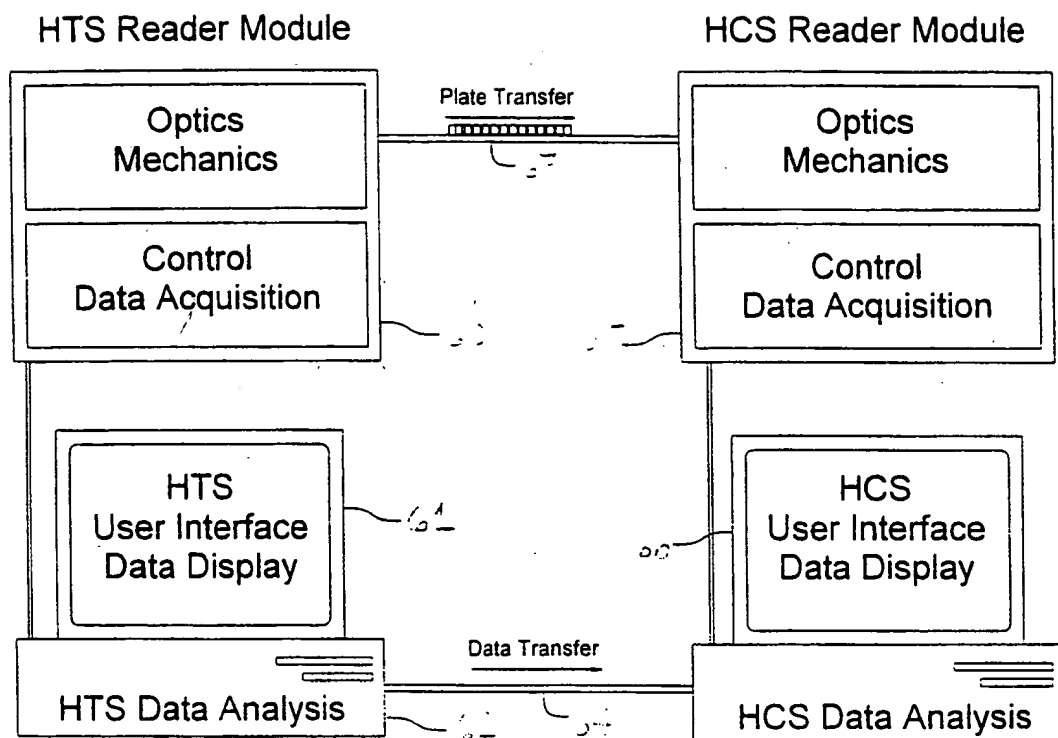 HTS Reader Module
HCS Reader Module
Optics
Mechanics
Plate Transfer
Optics
Mechanics
Control
Data Acquisition
Control
Data Acquisition
HTS
User Interface
Data Display
HCS
User Interface
Data Display
Data Transfer
HTS Data Analysis
HCS Data Analysis